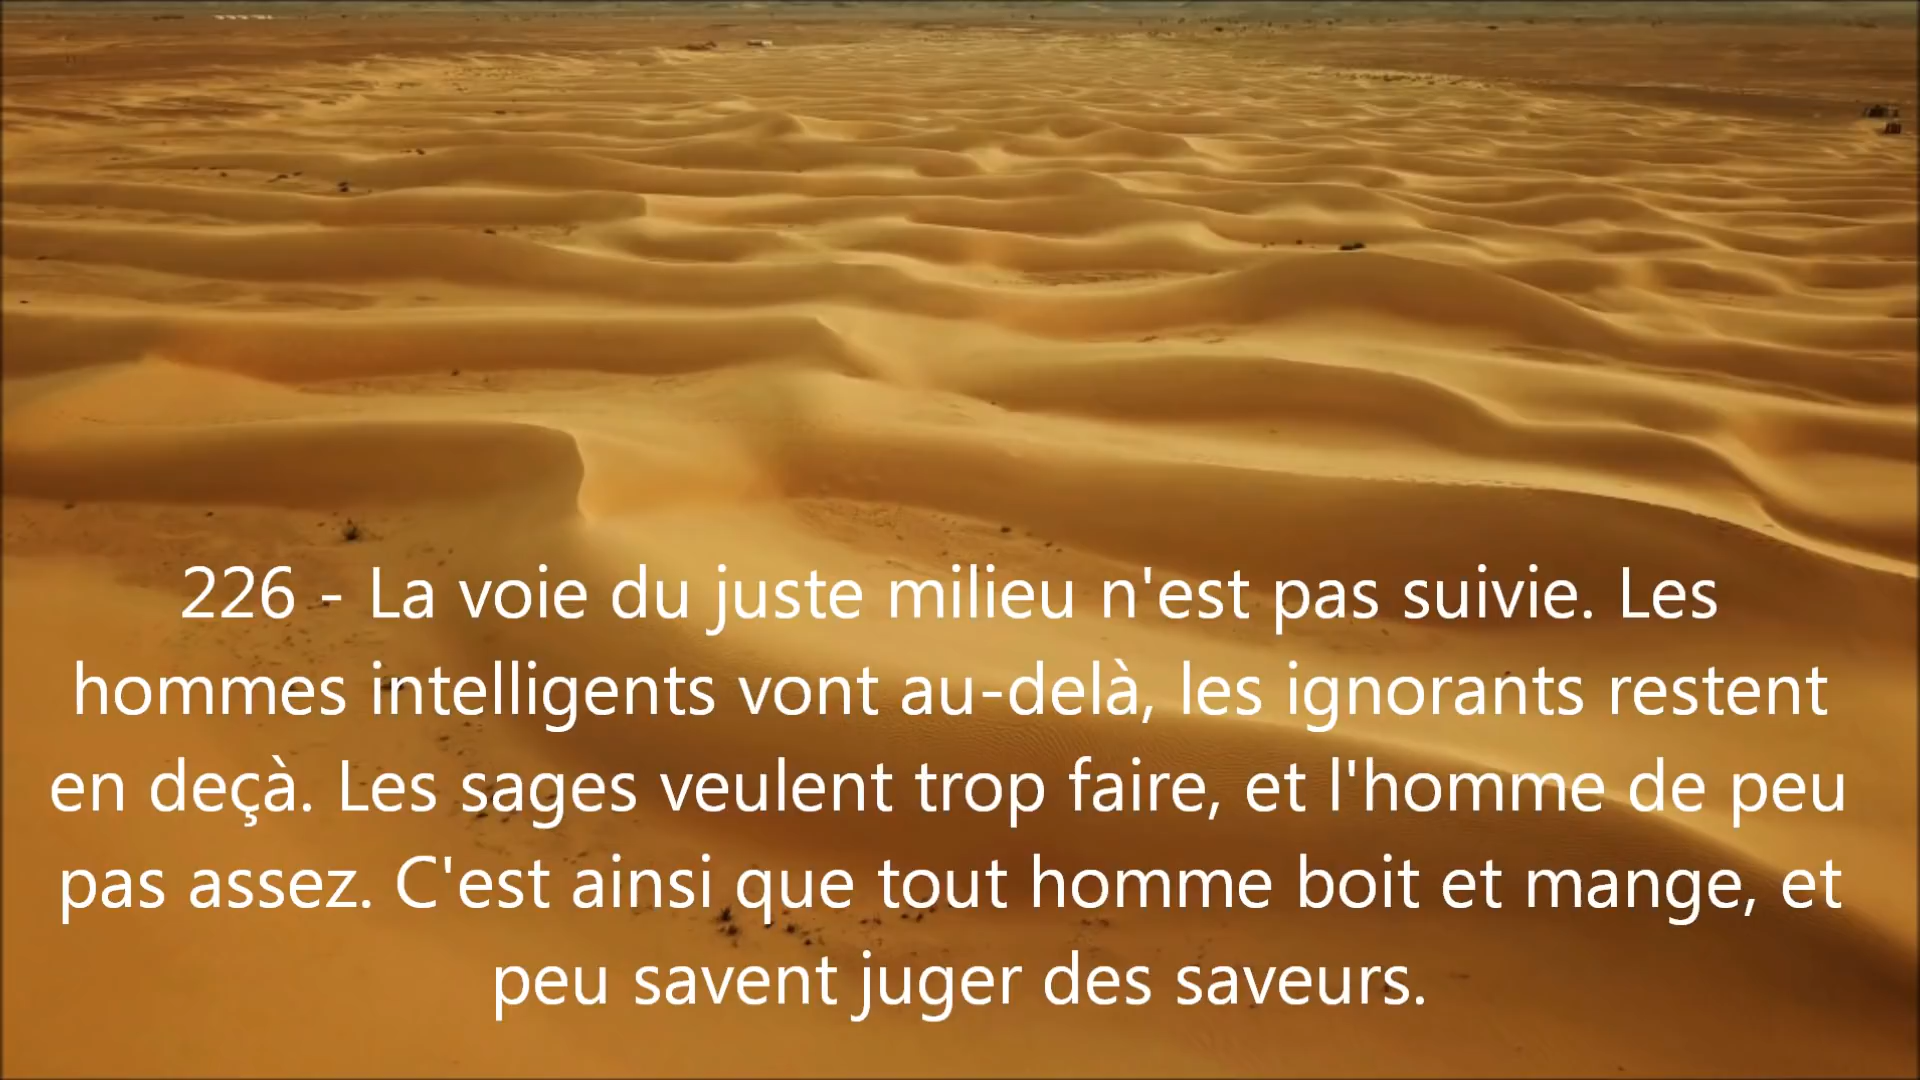 226 - La voie du juste milieu n'est pas suivie. Les
hommes intelligents vont au-delà, les ignorants restent
en deçà. Les sages veulent trop faire, et l'homme de peu
pas assez. C'est ainsi que tout homme boit et mange, et
peu savent juger des saveurs.